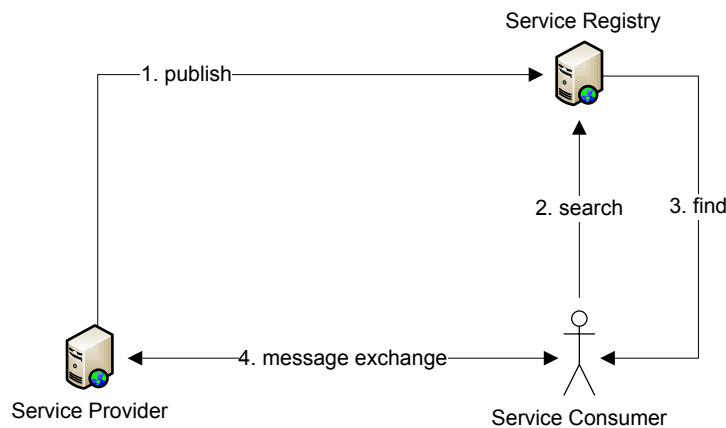 Service Registry
1. publish
2. search
3. find
4. message exchange
Service Provider
Service Consumer